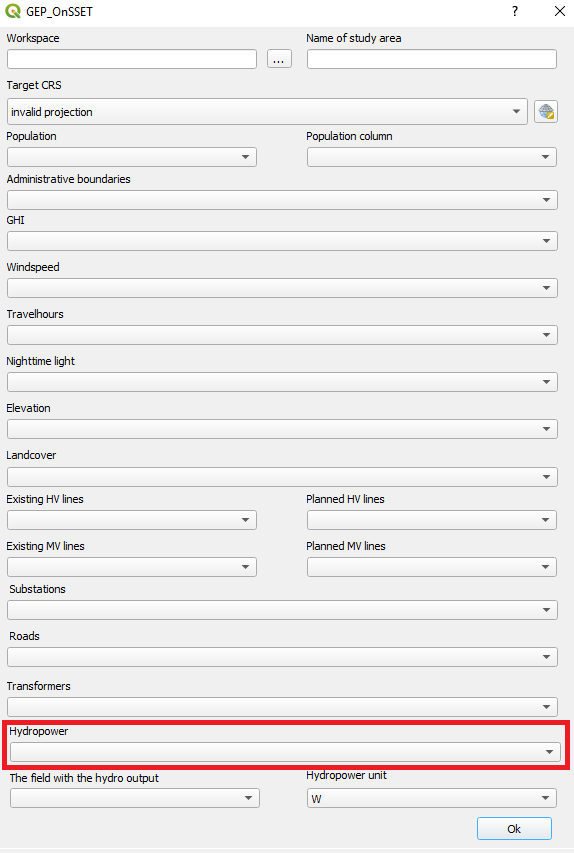 GEP_OnSSET ?
Workspace Name of study area
...
Target CRS
invalid projection
Population Population column
Administrative boundaries
GHI
Windspeed
Travelhours
Nighttime light
Elevation
Landcover
Existing HV lines Planned HV lines
Existing MV lines Planned MV lines
Substations
Roads
Transformers
Hydropower
The field with the hydro output Hydropower unit
W
Ok